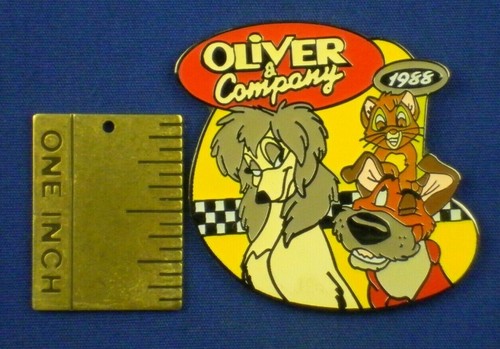 OLIVER
&
Company
1988
ONE INCH